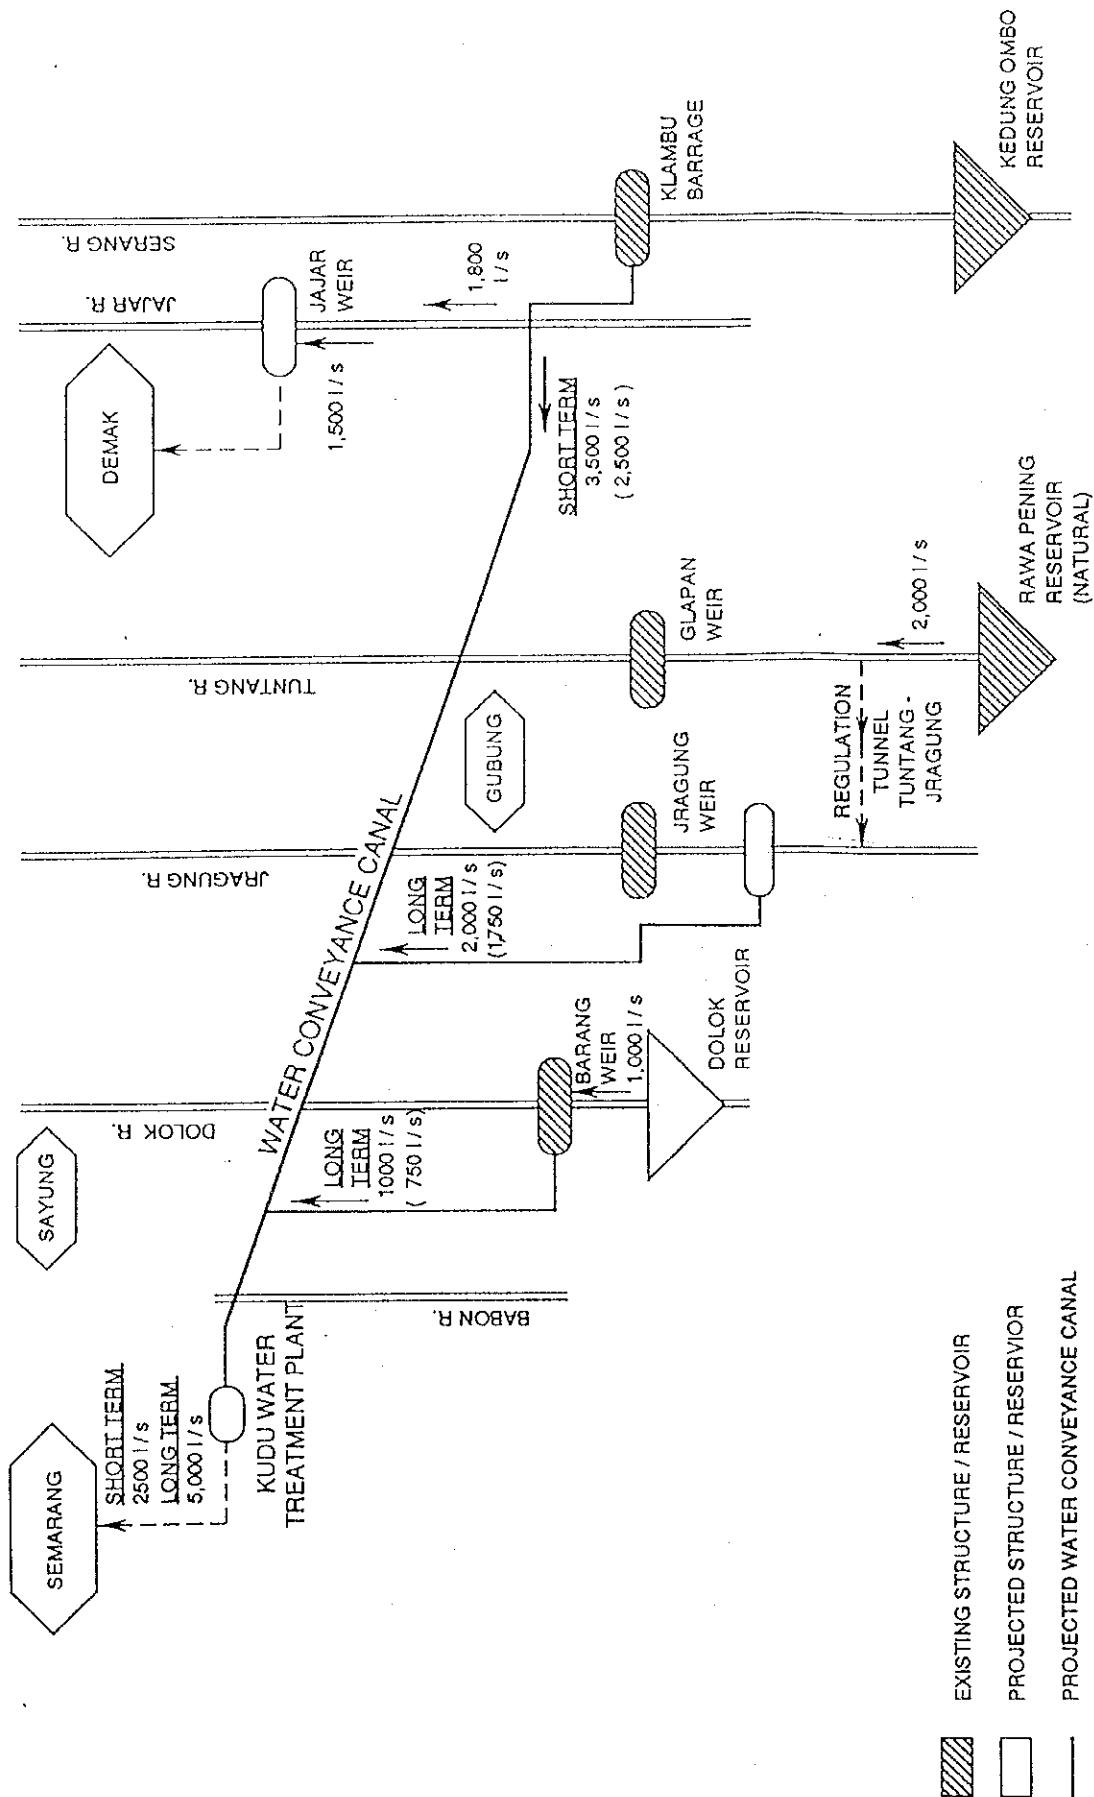 SEMARANG
SHORT TERM
2500 l/s
LONG TERM
5,000 l/s
KUDU WATER
TREATMENT PLANT
BABON R.
SAYUNG
DOLOK R.
WATER CONVEYANCE CANAL
LONG
TERM
1000 l/s
( 750 l/s)
BARANG
WEIR
1,000 l/s
DOLOK
RESERVOIR
JRAGUNG R.
LONG
TERM
2,000 l/s
(1,750 l/s)
JRAGUNG
WEIR
GUBUNG
TUNTANG R.
GLAPAN
WEIR
REGULATION
TUNNEL
TUNTANG -
JRAGUNG
2,000 l/s
RAWA PENING
RESERVOIR
(NATURAL)
DEMAK
JAJAR R.
JAJAR
WEIR
1,500 l/s
1,800
l/s
SHORT TERM
3,500 l/s
( 2,500 l/s )
SERANG R.
KLAMBU
BARRAGE
KEDUNG OMBO
RESERVOIR
EXISTING STRUCTURE / RESERVOIR
PROJECTED STRUCTURE / RESERVIOR
PROJECTED WATER CONVEYANCE CANAL